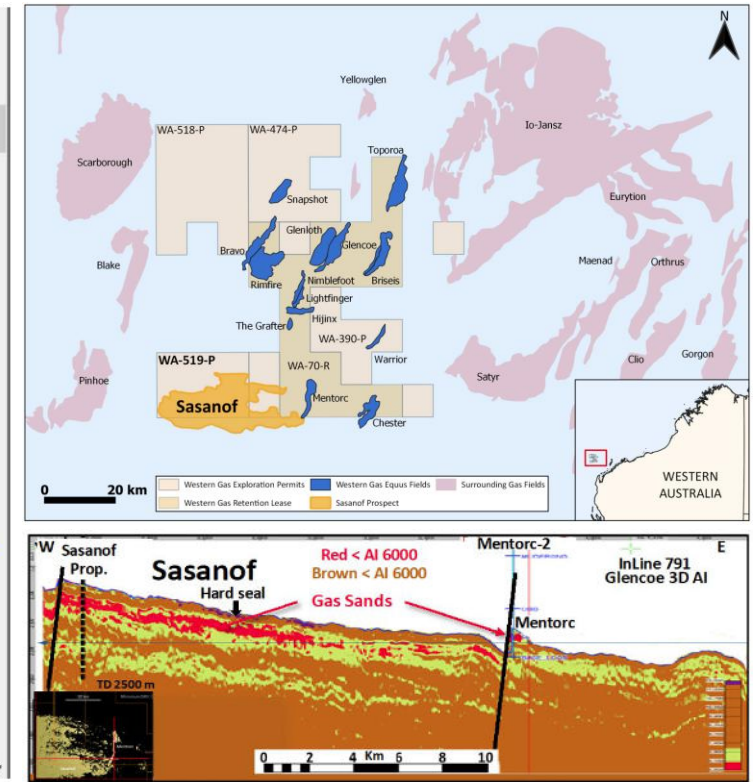 N
Yellowglen
Io-Jansz
WA-518-P
WA-474-P
Toporoa
Scarborough
Snapshot
Eurytion
Glenloth
Glencoe
Bravo
Maenad
Orthrus
Blake
Rimfire
Nimblefoot
Briseis
Lightfinger
The Grafter
Hijinx
WA-390-P
WA-519-P
Warrior
Clio
Gorgon
WA-70-R
Pinhoe
Satyr
Sasanof
Mentorc
Chester
Western Gas Exploration Permits
Western Gas Equus Fields
Surrounding Gas Fields
Western Gas Retention Lease
Sasanof Prospect
0 20 km
WESTERN
AUSTRALIA
W
Sasanof
Prop.
Sasanof
Hard seal
Red < AI 6000
Brown < AI 6000
Gas Sands
Mentorc-2
Mentorc
E
InLine 791
Glencoe 3D AI
TD 2500 m
Km
0 2 4 6 8 10